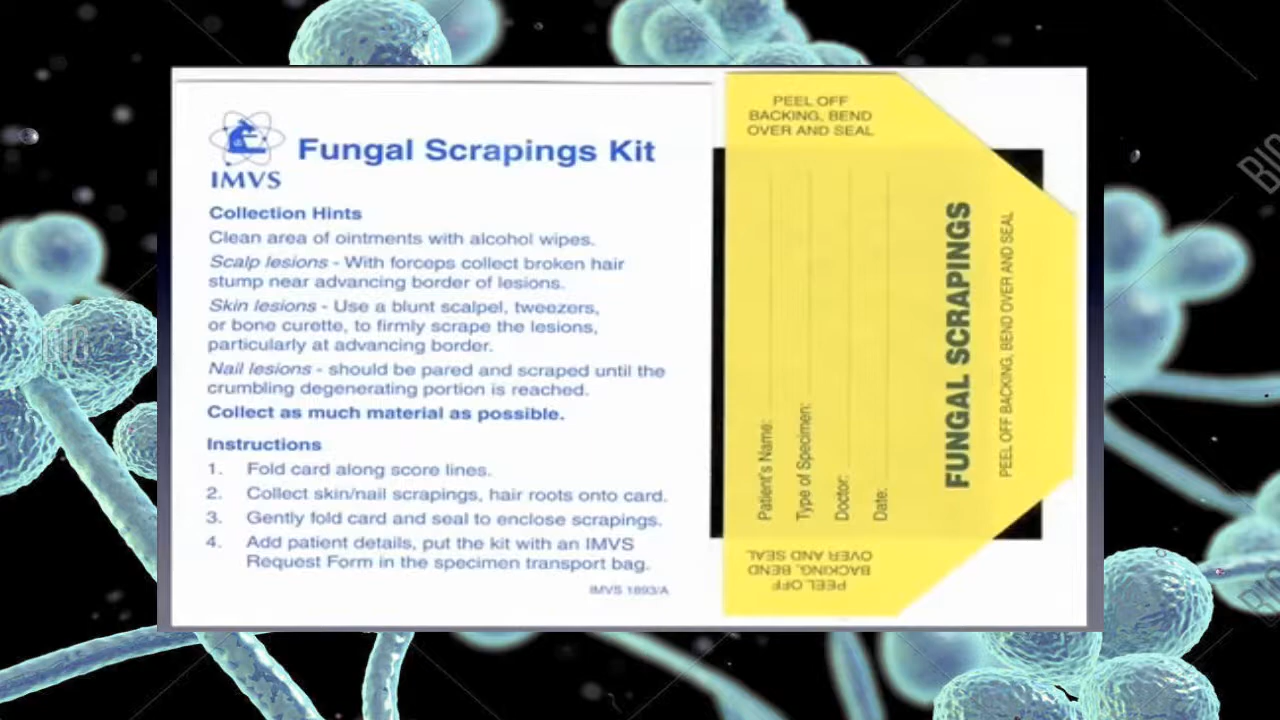 IMVS
Fungal Scrapings Kit
Collection Hints
Clean area of ointments with alcohol wipes.
Scalp lesions - With forceps collect broken hair
stump near advancing border of lesions.
Skin lesions - Use a blunt scalpel, tweezers,
or bone curette, to firmly scrape the lesions,
particularly at advancing border.
Nail lesions - should be pared and scraped until the
crumbling degenerating portion is reached.
Collect as much material as possible.
Instructions
1. Fold card along score lines.
2. Collect skin/nail scrapings, hair roots onto card.
3. Gently fold card and seal to enclose scrapings.
4. Add patient details, put the kit with an IMVS
Request Form in the specimen transport bag.
IMVS 1893/A
PEEL OFF
BACKING, BEND
OVER AND SEAL
Patient's Name:
Type of Specimen:
Doctor:
Date:
FUNGAL SCRAPINGS
PEEL OFF BACKING, BEND OVER AND SEAL
PEEL OFF
BACKING, BEND
OVER AND SEAL